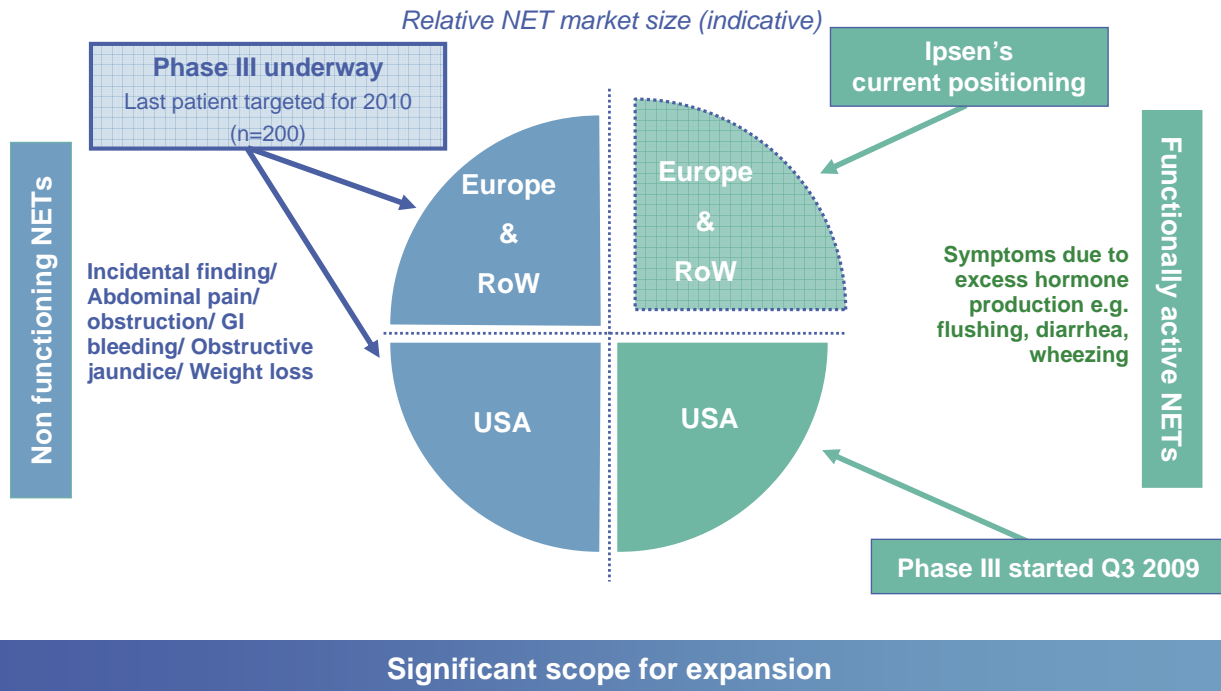 Relative NET market size (indicative)
Phase III underway
Last patient targeted for 2010
(n=200)
Ipsen's
current positioning
Non functioning NETs
Incidental finding/
Abdominal pain/
obstruction/ GI
bleeding/ Obstructive
jaundice/ Weight loss
Europe
&
RoW
Europe
&
RoW
USA
USA
Symptoms due to
excess hormone
production e.g.
flushing, diarrhea,
wheezing
Functionally active NETs
Phase III started Q3 2009
Significant scope for expansion